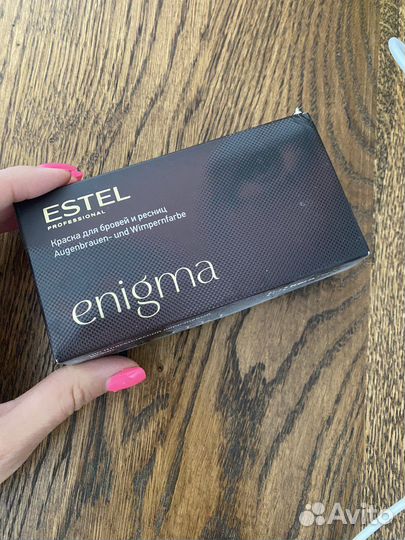 ESTEL
PROFESSIONAL
Краска для бровей и ресниц
Augenbrauen- und Wimpernfarbe
enigma
Avito